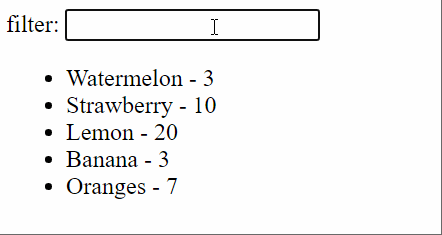 filter:
Watermelon - 3
Strawberry - 10
Lemon - 20
Banana - 3
Oranges - 7